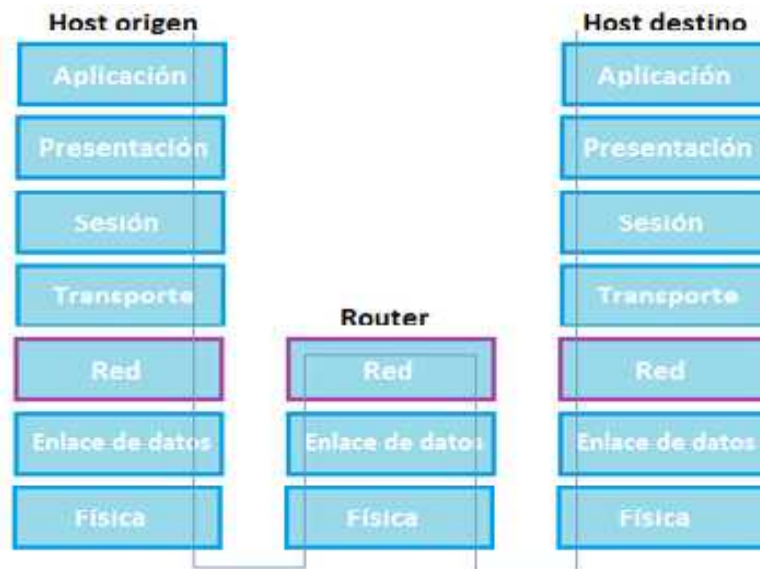 Host origen
Aplicación
Presentación
Sesión
Transporte
Red
Enlace de datos
Física
Router
Red
Enlace de datos
Física
Host destino
Aplicación
Presentación
Sesión
Transporte
Red
Enlace de datos
Física